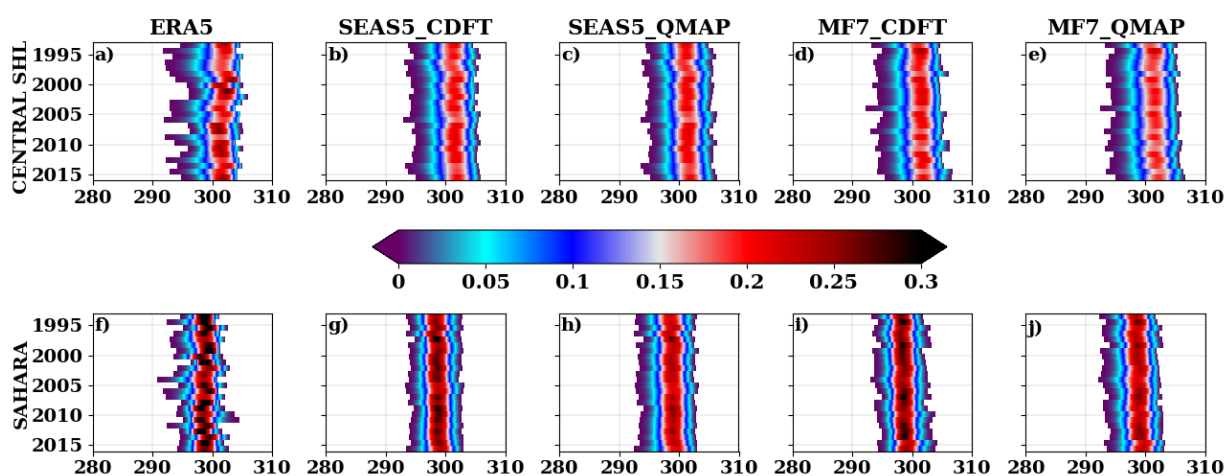 ERA5 SEAS5_CDFT SEAS5_QMAP MF7_CDFT MF7_QMAP
CENTRAL SHL
a) b) c) d) e)
1995
2000
2005
2010
2015
280 290 300 310 280 290 300 310 280 290 300 310 280 290 300 310 280 290 300 310
0 0.05 0.1 0.15 0.2 0.25 0.3
SAHARA
f) g) h) i) j)
1995
2000
2005
2010
2015
280 290 300 310 280 290 300 310 280 290 300 310 280 290 300 310 280 290 300 310